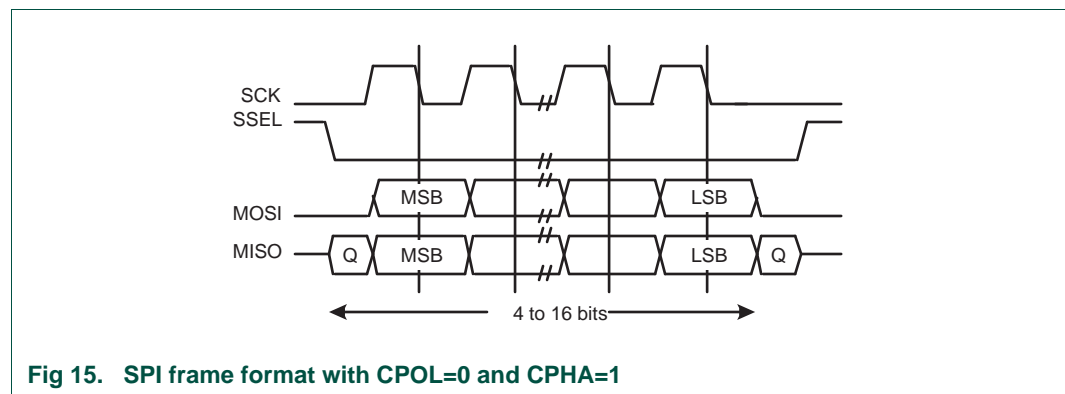 SCK
SSEL
MOSI MSB LSB
MISO Q MSB LSB Q
4 to 16 bits
Fig 15. SPI frame format with CPOL=0 and CPHA=1